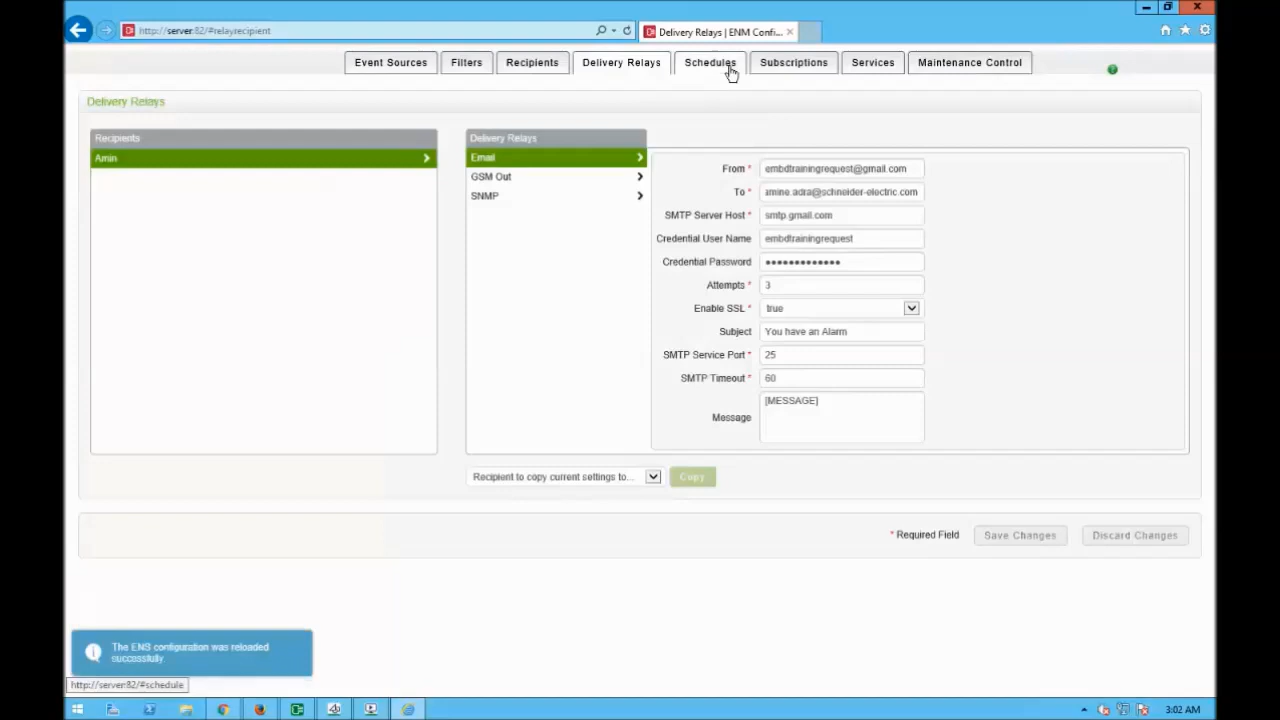 http://server:82/#relayrecipient
Delivery Relays | ENM Confi...
Event Sources
Filters
Recipients
Delivery Relays
Schedules
Subscriptions
Services
Maintenance Control
Delivery Relays
Recipients
Amin
Delivery Relays
Email
GSM Out
SNMP
From * embdtrainingrequest@gmail.com
To * amine.adra@schneider-electric.com
SMTP Server Host * smtp.gmail.com
Credential User Name embdtrainingrequest
Credential Password •••••••••••••
Attempts * 3
Enable SSL * true
Subject You have an Alarm
SMTP Service Port * 25
SMTP Timeout * 60
Message [MESSAGE]
Recipient to copy current settings to...
Copy
* Required Field
Save Changes
Discard Changes
The ENS configuration was reloaded
successfully.
http://server:82/#schedule
3:02 AM